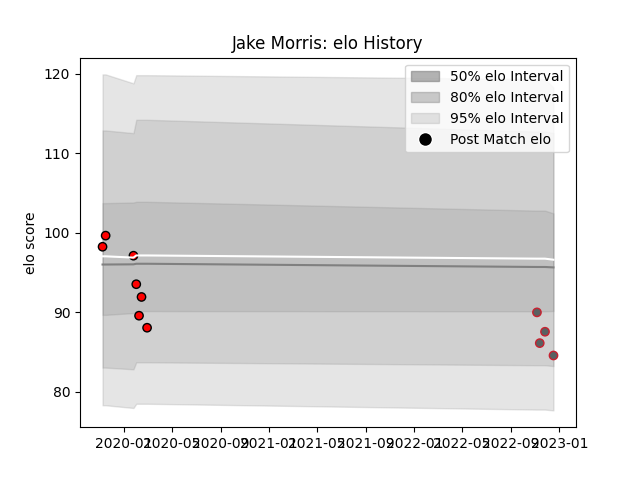 Jake Morris: elo History
120
110
100
90
80
elo score
50% elo Interval
80% elo Interval
95% elo Interval
Post Match elo
2020-01 2020-05 2020-09 2021-01 2021-05 2021-09 2022-01 2022-05 2022-09 2023-01